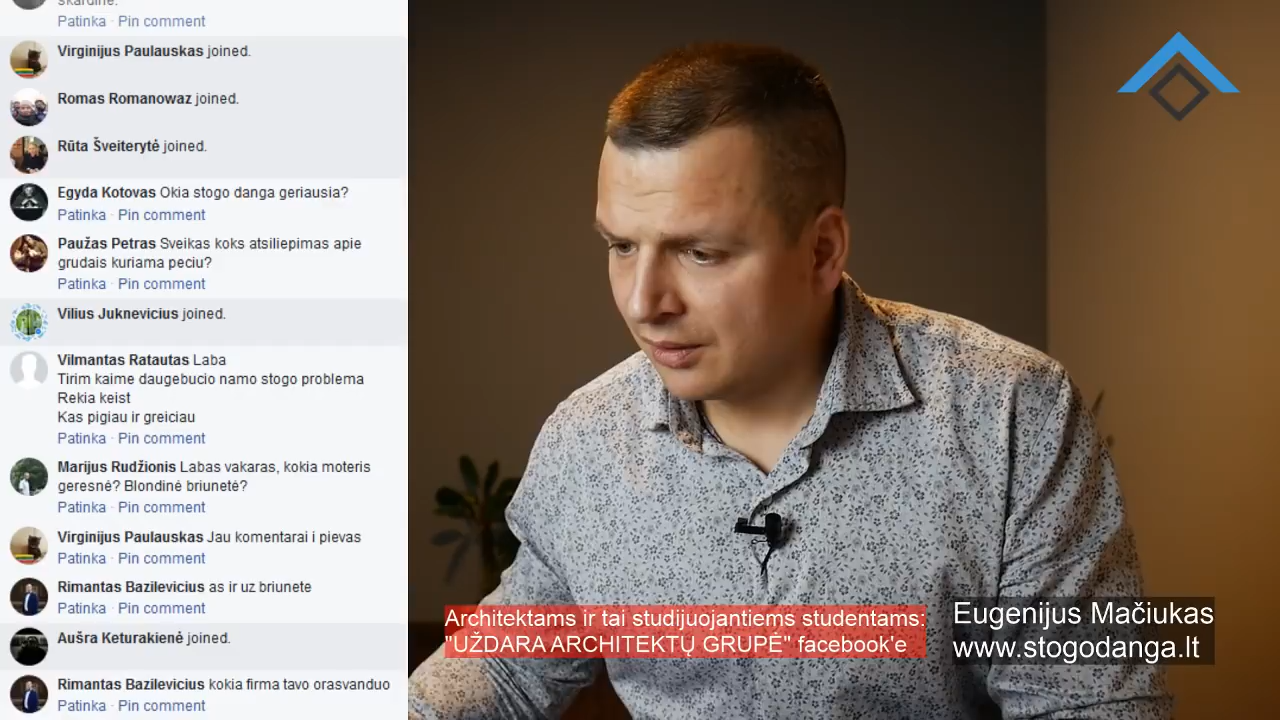 skardine.
Patinka · Pin comment
Virginijus Paulauskas joined.
Romas Romanowaz joined.
Rūta Šveiterytė joined.
Egyda Kotovas Okia stogo danga geriausia?
Patinka · Pin comment
Paužas Petras Sveikas koks atsiliepimas apie
grudais kuriama peciu?
Patinka · Pin comment
Vilius Juknevicius joined.
Vilmantas Ratautas Laba
Tirim kaime daugebucio namo stogo problema
Rekia keist
Kas pigiau ir greiciau
Patinka · Pin comment
Marijus Rudžionis Labas vakaras, kokia moteris
geresnė? Blondinė briunetė?
Patinka · Pin comment
Virginijus Paulauskas Jau komentarai i pievas
Patinka · Pin comment
Rimantas Bazilevicius as ir uz briunete
Patinka · Pin comment
Aušra Keturakienė joined.
Rimantas Bazilevicius kokia firma tavo orasvanduo
Patinka · Pin comment
Architektams ir tai studijuojantiems studentams:
"UŽDARA ARCHITEKTŲ GRUPĖ" facebook'e
Eugenijus Mačiukas
www.stogodanga.lt